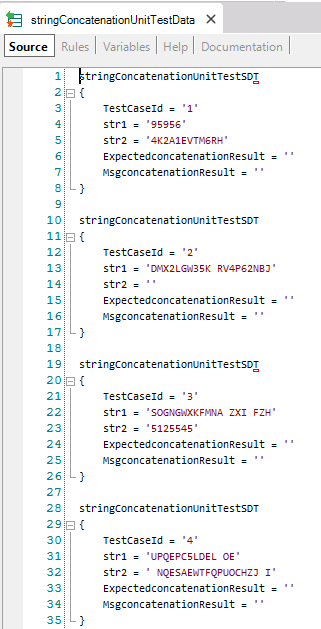 stringConcatenationUnitTestData ×
Source Rules Variables Help Documentation
1 stringConcatenationUnitTestSDT
2 {
3 TestCaseId = '1'
4 str1 = '95956'
5 str2 = '4K2A1EVTM6RH'
6 ExpectedconcatenationResult = ''
7 MsgconcatenationResult = ''
8 }
9
10 stringConcatenationUnitTestSDT
11 {
12 TestCaseId = '2'
13 str1 = 'DMX2LGW35K RV4P62NBJ'
14 str2 = ''
15 ExpectedconcatenationResult = ''
16 MsgconcatenationResult = ''
17 }
18
19 stringConcatenationUnitTestSDT
20 {
21 TestCaseId = '3'
22 str1 = 'SOGNGWXKFMNA ZXI FZH'
23 str2 = '5125545'
24 ExpectedconcatenationResult = ''
25 MsgconcatenationResult = ''
26 }
27
28 stringConcatenationUnitTestSDT
29 {
30 TestCaseId = '4'
31 str1 = 'UPQEPC5LDEL OE'
32 str2 = ' NQESAEWTFQPUOCHZJ I'
33 ExpectedconcatenationResult = ''
34 MsgconcatenationResult = ''
35 }